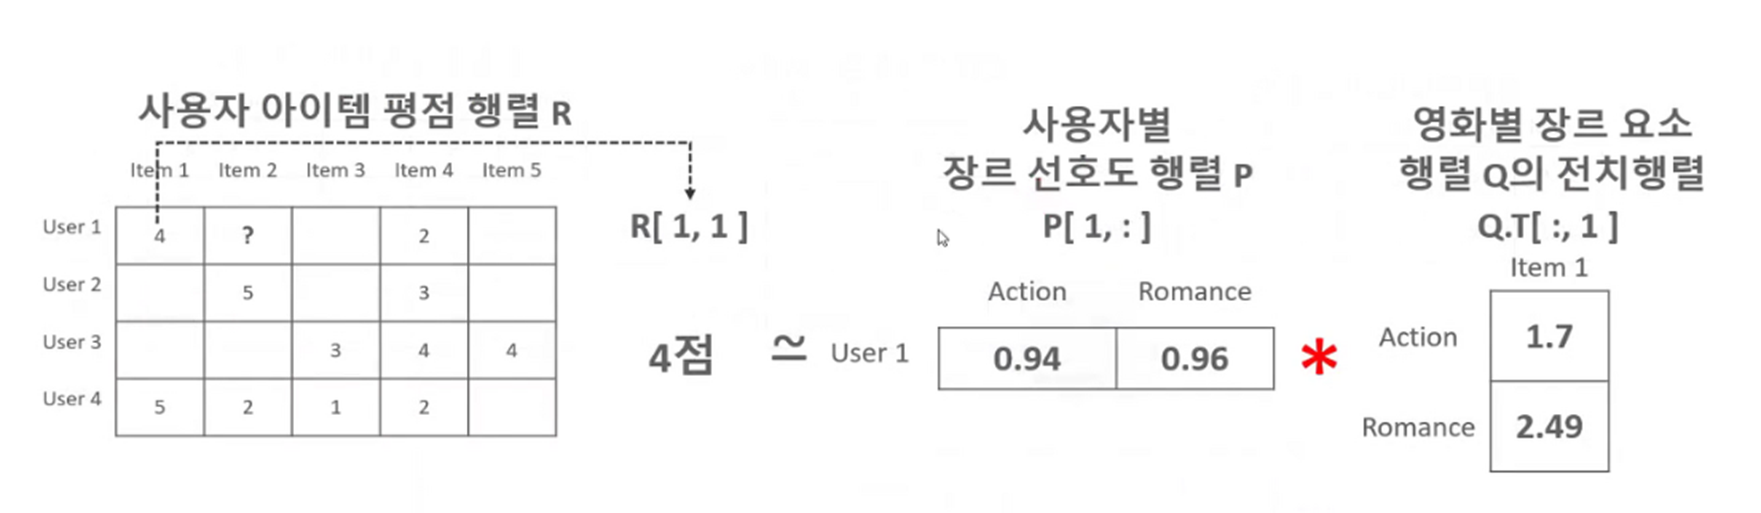 사용자 아이템 평점 행렬 R
Item 1 Item 2 Item 3 Item 4 Item 5
User 1 4 ? 2
User 2 5 3
User 3 3 4 4
User 4 5 2 1 2
R[ 1, 1 ]
4점 ≃
사용자별
장르 선호도 행렬 P
P[ 1, : ]
Action Romance
User 1 0.94 0.96
*
영화별 장르 요소
행렬 Q의 전치행렬
Q.T[ :, 1 ]
Item 1
Action 1.7
Romance 2.49